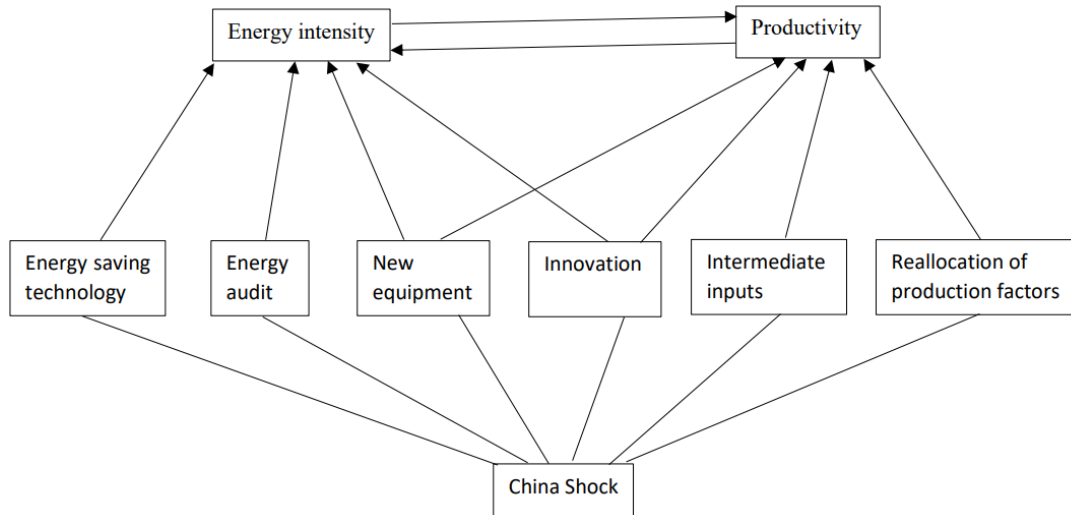 Energy intensity
Productivity
Energy saving
technology
Energy
audit
New
equipment
Innovation
Intermediate
inputs
Reallocation of
production factors
China Shock